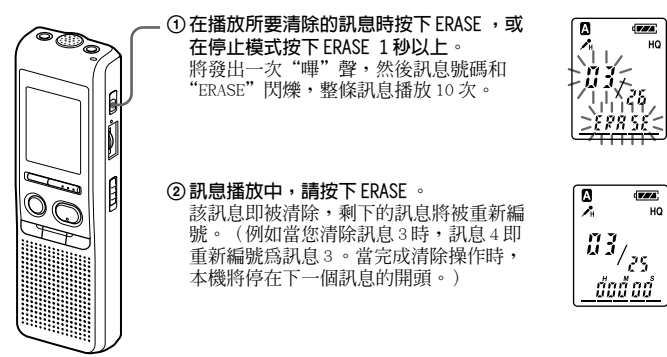 ① 在播放所要清除的訊息時按下 ERASE ，或
在停止模式按下 ERASE 1 秒以上。
將發出一次“嗶”聲，然後訊息號碼和
“ERASE”閃爍，整條訊息播放 10 次。
A
H HQ
03/26
ERASE
② 訊息播放中，請按下 ERASE 。
該訊息即被清除，剩下的訊息將被重新編
號。（例如當您清除訊息 3 時，訊息 4 即
重新編號爲訊息 3 。當完成清除操作時，
本機將停在下一個訊息的開頭。）
A
H HQ
03/25
H M S
00 00 00